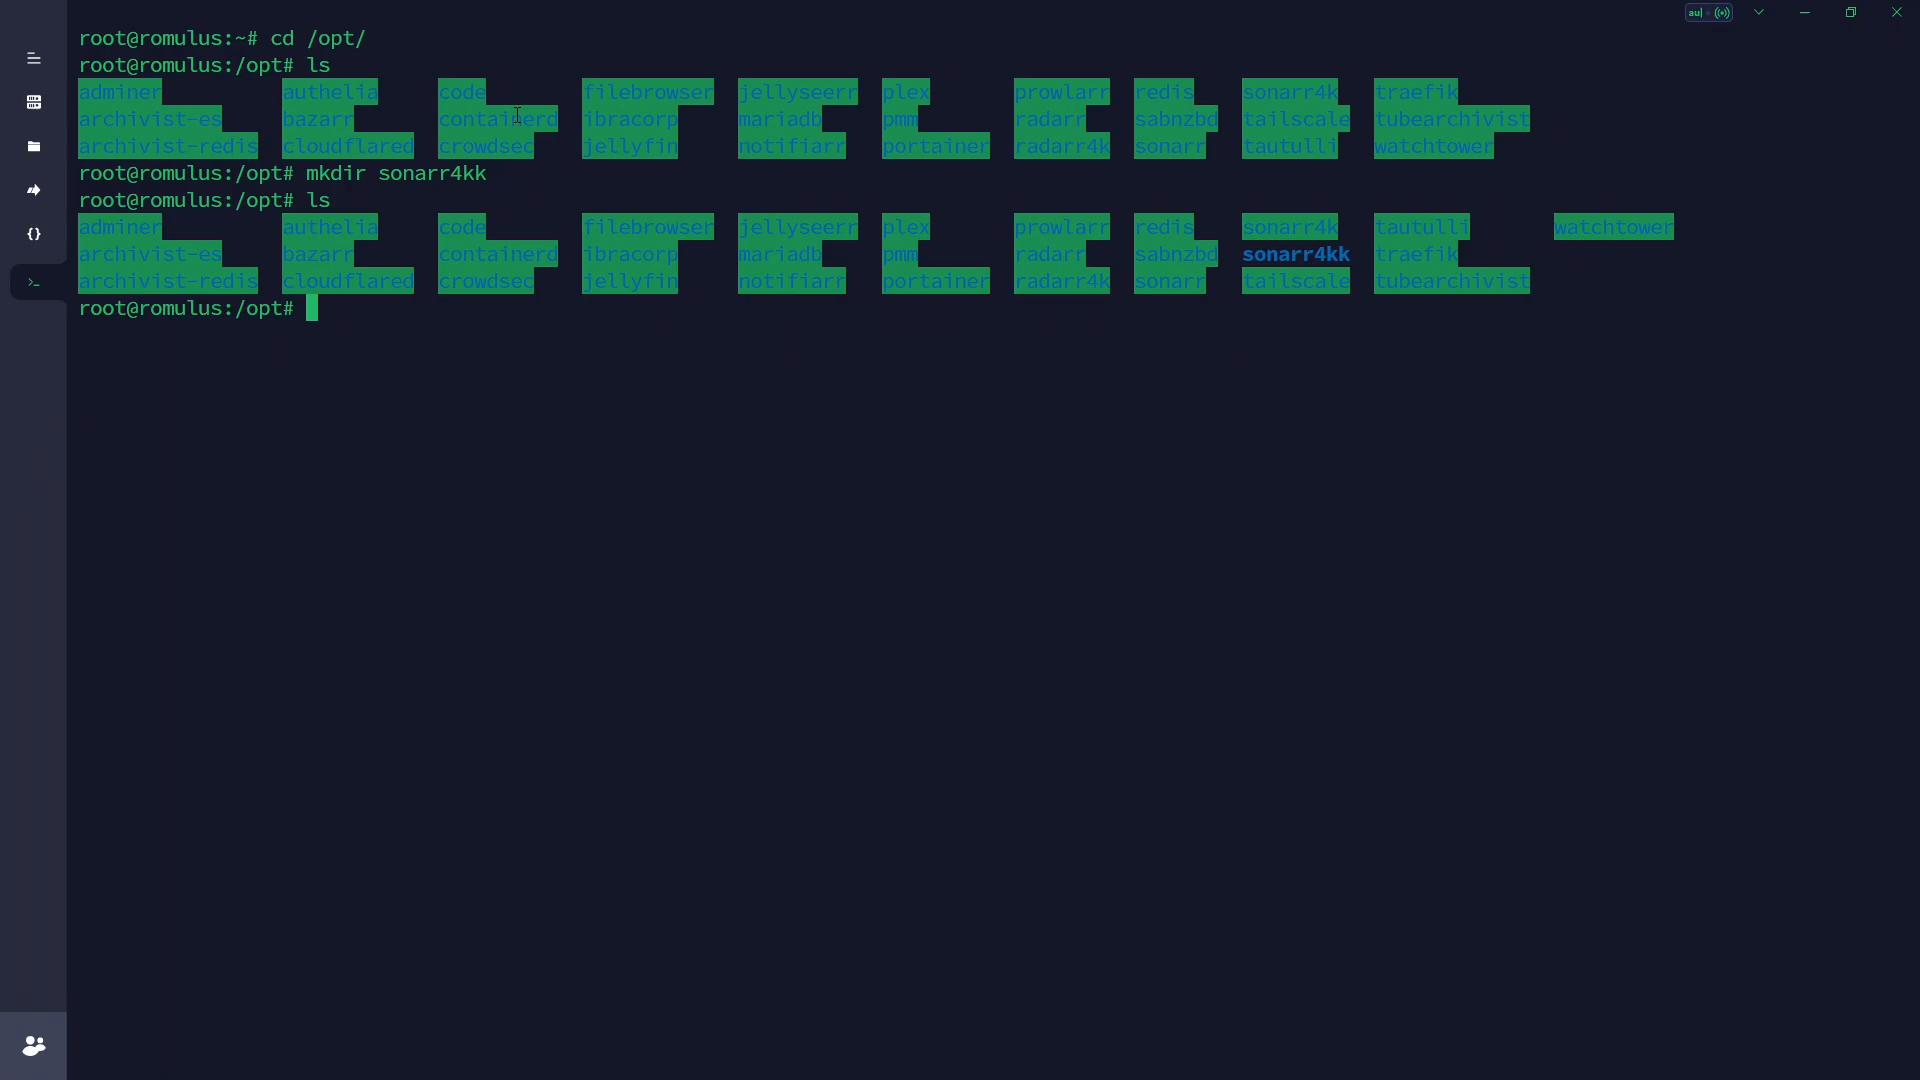 au|
root@romulus:~# cd /opt/
root@romulus:/opt# ls
adminer authelia code filebrowser jellyseerr plex prowlarr redis sonarr4k traefik
archivist-es bazarr containerd ibracorp mariadb pmm radarr sabnzbd tailscale tubearchivist
archivist-redis cloudflared crowdsec jellyfin notifiarr portainer radarr4k sonarr tautulli watchtower
root@romulus:/opt# mkdir sonarr4kk
root@romulus:/opt# ls
adminer authelia code filebrowser jellyseerr plex prowlarr redis sonarr4k tautulli watchtower
archivist-es bazarr containerd ibracorp mariadb pmm radarr sabnzbd sonarr4kk traefik
archivist-redis cloudflared crowdsec jellyfin notifiarr portainer radarr4k sonarr tailscale tubearchivist
root@romulus:/opt#